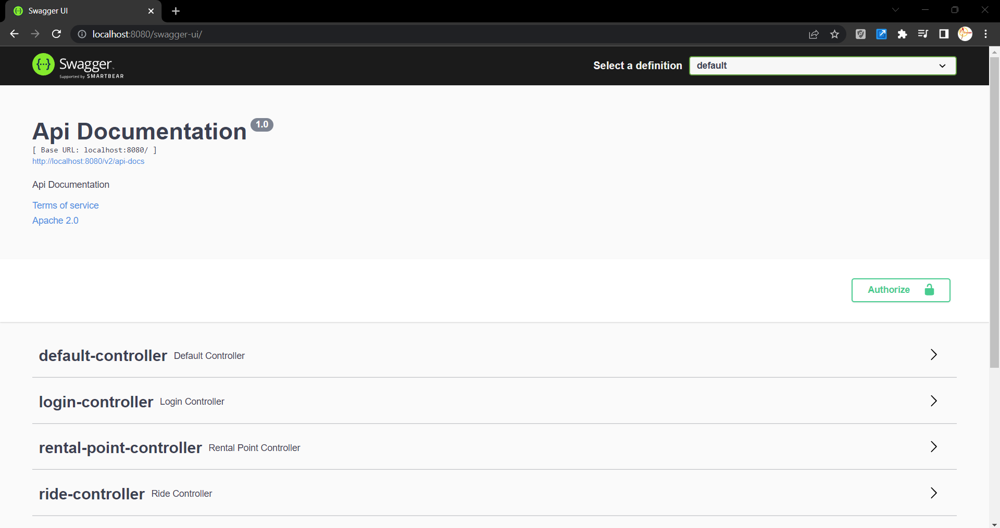 Swagger UI
localhost:8080/swagger-ui/
Swagger
Supported by SMARTBEAR
Select a definition
default
Api Documentation 1.0
[ Base URL: localhost:8080/ ]
http://localhost:8080/v2/api-docs
Api Documentation
Terms of service
Apache 2.0
Authorize
default-controller Default Controller
login-controller Login Controller
rental-point-controller Rental Point Controller
ride-controller Ride Controller